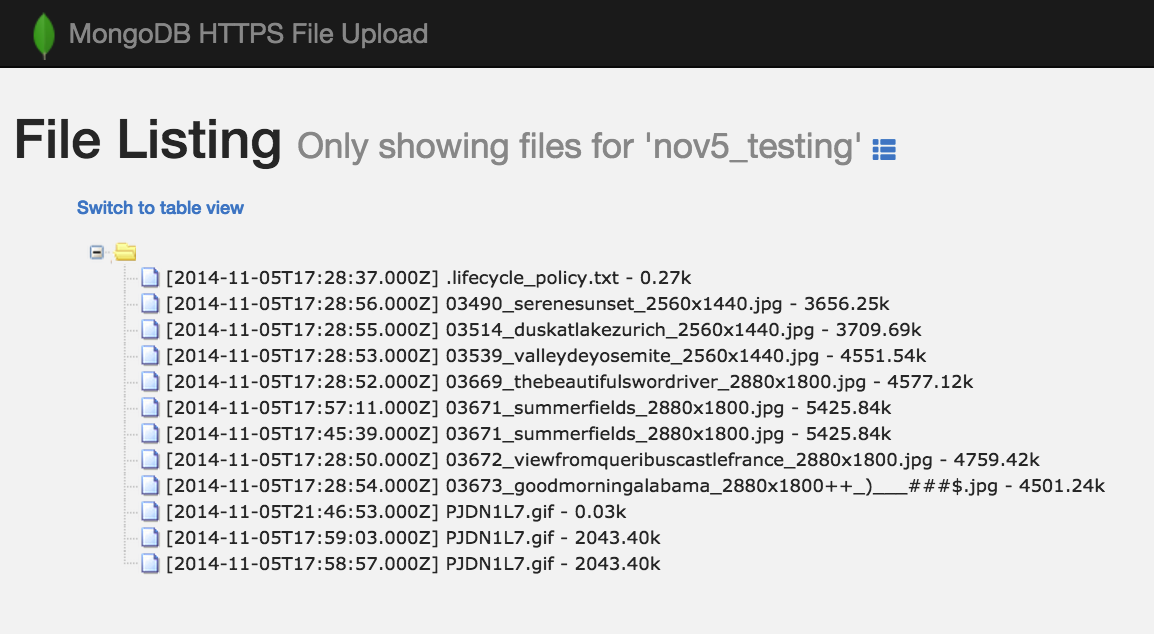 MongoDB HTTPS File Upload
File Listing Only showing files for 'nov5_testing'
Switch to table view
[2014-11-05T17:28:37.000Z] .lifecycle_policy.txt - 0.27k
[2014-11-05T17:28:56.000Z] 03490_serenesunset_2560x1440.jpg - 3656.25k
[2014-11-05T17:28:55.000Z] 03514_duskatlakezurich_2560x1440.jpg - 3709.69k
[2014-11-05T17:28:53.000Z] 03539_valleydeyosemite_2560x1440.jpg - 4551.54k
[2014-11-05T17:28:52.000Z] 03669_thebeautifulswordriver_2880x1800.jpg - 4577.12k
[2014-11-05T17:57:11.000Z] 03671_summerfields_2880x1800.jpg - 5425.84k
[2014-11-05T17:45:39.000Z] 03671_summerfields_2880x1800.jpg - 5425.84k
[2014-11-05T17:28:50.000Z] 03672_viewfromqueribuscastlefrance_2880x1800.jpg - 4759.42k
[2014-11-05T17:28:54.000Z] 03673_goodmorningalabama_2880x1800++_)___###$.jpg - 4501.24k
[2014-11-05T21:46:53.000Z] PJDN1L7.gif - 0.03k
[2014-11-05T17:59:03.000Z] PJDN1L7.gif - 2043.40k
[2014-11-05T17:58:57.000Z] PJDN1L7.gif - 2043.40k